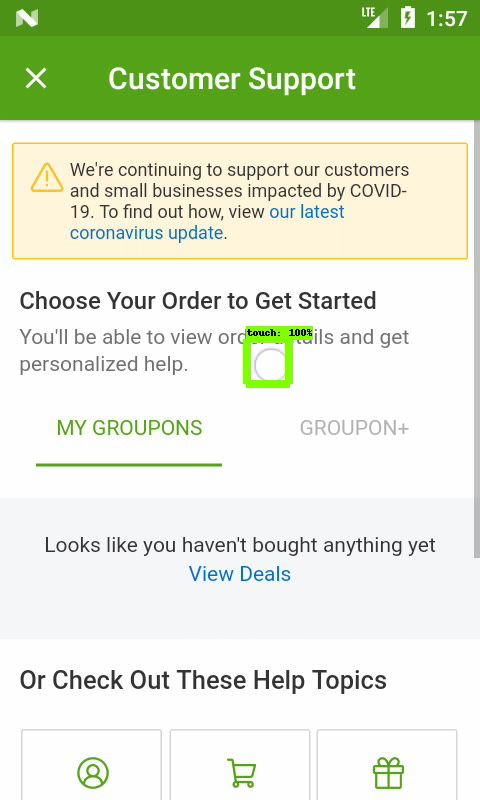 LTE 1:57
Customer Support
We're continuing to support our customers
and small businesses impacted by COVID-
19. To find out how, view our latest
coronavirus update.
Choose Your Order to Get Started
touch: 100%
You'll be able to view order details and get
personalized help.
MY GROUPONS GROUPON+
Looks like you haven't bought anything yet
View Deals
Or Check Out These Help Topics